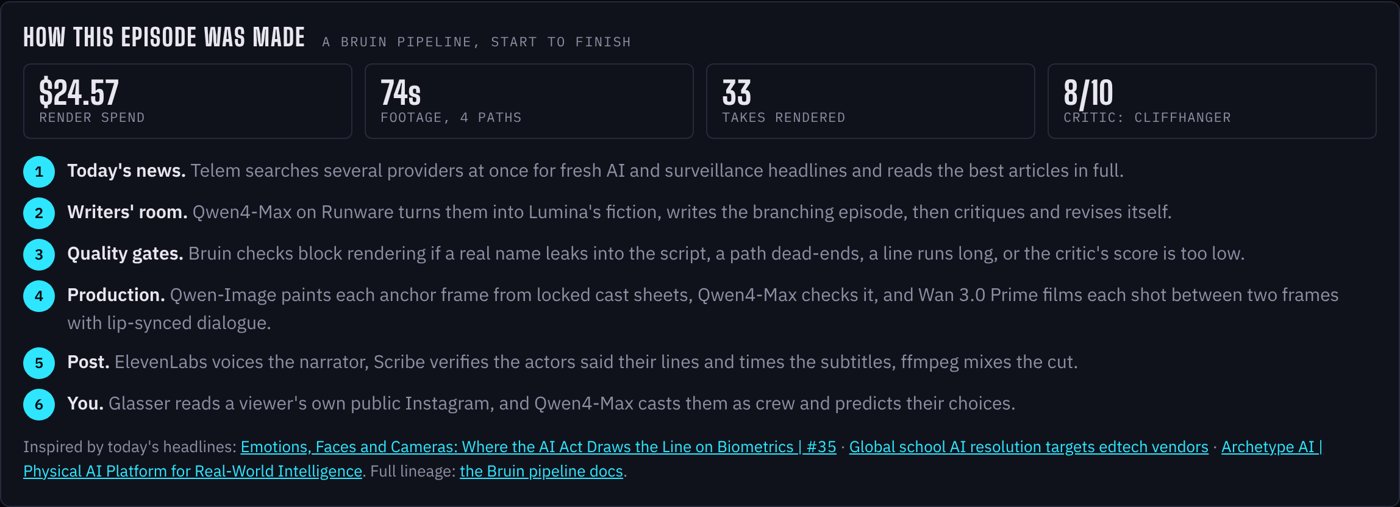 HOW THIS EPISODE WAS MADE A BRUIN PIPELINE, START TO FINISH
$24.57
RENDER SPEND
74s
FOOTAGE, 4 PATHS
33
TAKES RENDERED
8/10
CRITIC: CLIFFHANGER
1 Today's news. Telem searches several providers at once for fresh AI and surveillance headlines and reads the best articles in full.
2 Writers' room. Qwen4-Max on Runware turns them into Lumina's fiction, writes the branching episode, then critiques and revises itself.
3 Quality gates. Bruin checks block rendering if a real name leaks into the script, a path dead-ends, a line runs long, or the critic's score is too low.
4 Production. Qwen-Image paints each anchor frame from locked cast sheets, Qwen4-Max checks it, and Wan 3.0 Prime films each shot between two frames
with lip-synced dialogue.
5 Post. ElevenLabs voices the narrator, Scribe verifies the actors said their lines and times the subtitles, ffmpeg mixes the cut.
6 You. Glasser reads a viewer's own public Instagram, and Qwen4-Max casts them as crew and predicts their choices.
Inspired by today's headlines: Emotions, Faces and Cameras: Where the AI Act Draws the Line on Biometrics | #35 · Global school AI resolution targets edtech vendors · Archetype AI |
Physical AI Platform for Real-World Intelligence. Full lineage: the Bruin pipeline docs.